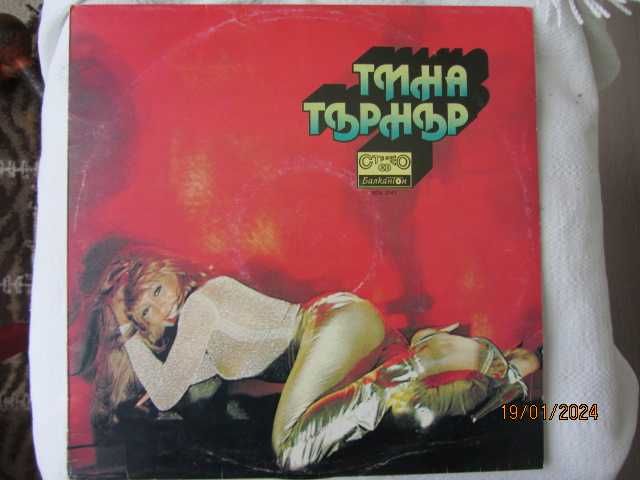 ТИНА
ТЪРНЪР
СТЕРЕО
Балкантон
19/01/2024